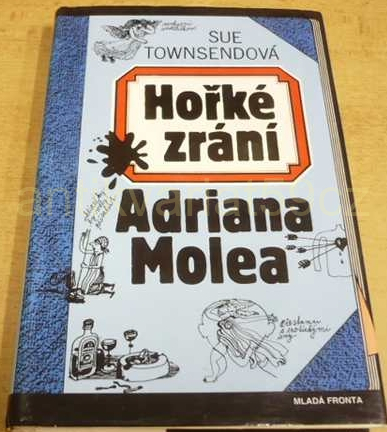 SUE
TOWNSENDOVÁ
Hořké
zrání
Adriana
Molea
MLADÁ FRONTA